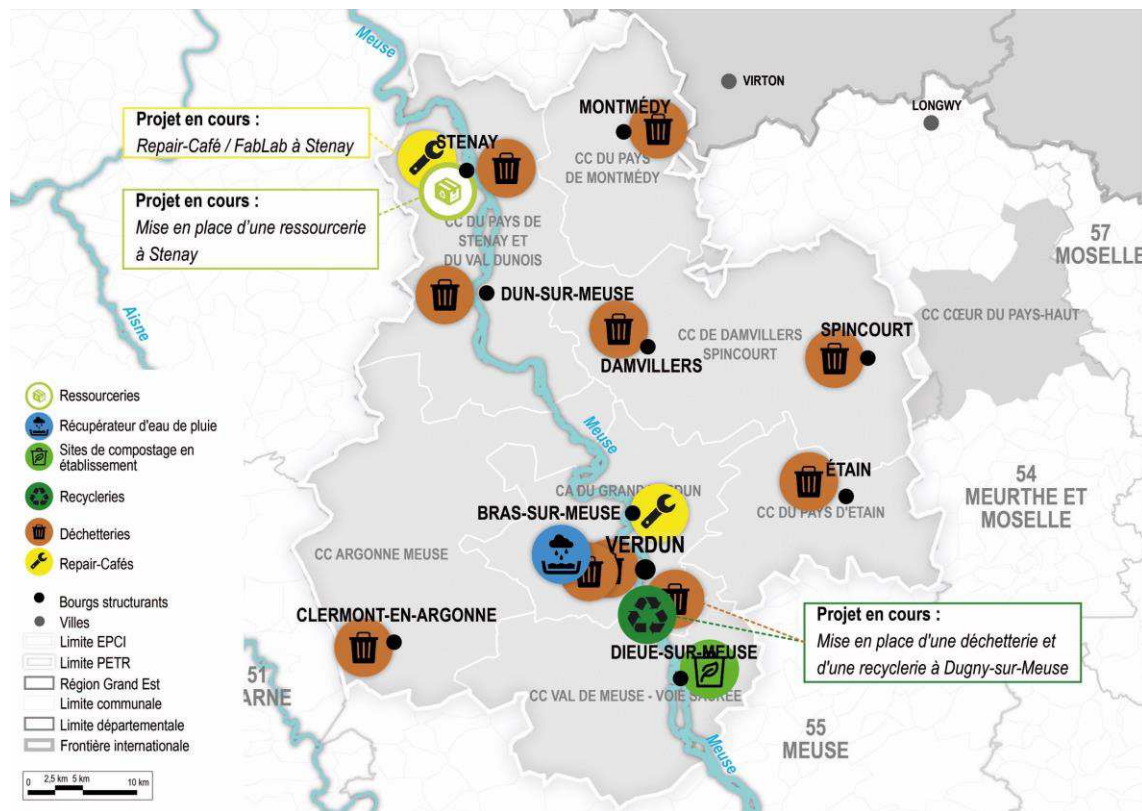 Meuse
VIRTON
LONGWY
MONTMÉDY
CC DU PAYS
DE MONTMÉDY
Projet en cours :
Repair-Café / FabLab à Stenay
STENAY
Projet en cours :
Mise en place d'une ressourcerie
à Stenay
CC DU PAYS DE
STENAY ET
DU VAL DUNOIS
57
MOSELLE
Aisne
DUN-SUR-MEUSE
CC CŒUR DU PAYS-HAUT
CC DE DAMVILLERS
SPINCOURT
SPINCOURT
DAMVILLERS
Ressourceries
Récupérateur d'eau de pluie
Sites de compostage en
établissement
Recycleries
Déchetteries
Repair-Cafés
Bourgs structurants
Villes
Limite EPCI
Limite PETR
Région Grand Est
Limite communale
Limite départementale
Frontière internationale
0 2,5 km 5 km 10 km
Meuse
ÉTAIN
CC DU PAYS D'ETAIN
54
MEURTHE ET
MOSELLE
CA DU GRAND VERDUN
BRAS-SUR-MEUSE
VERDUN
CC ARGONNE MEUSE
CLERMONT-EN-ARGONNE
Projet en cours :
Mise en place d'une déchetterie et
d'une recyclerie à Dugny-sur-Meuse
DIEUE-SUR-MEUSE
CC VAL DE MEUSE - VOIE SACRÉE
51
ARNE
55
MEUSE
Meuse